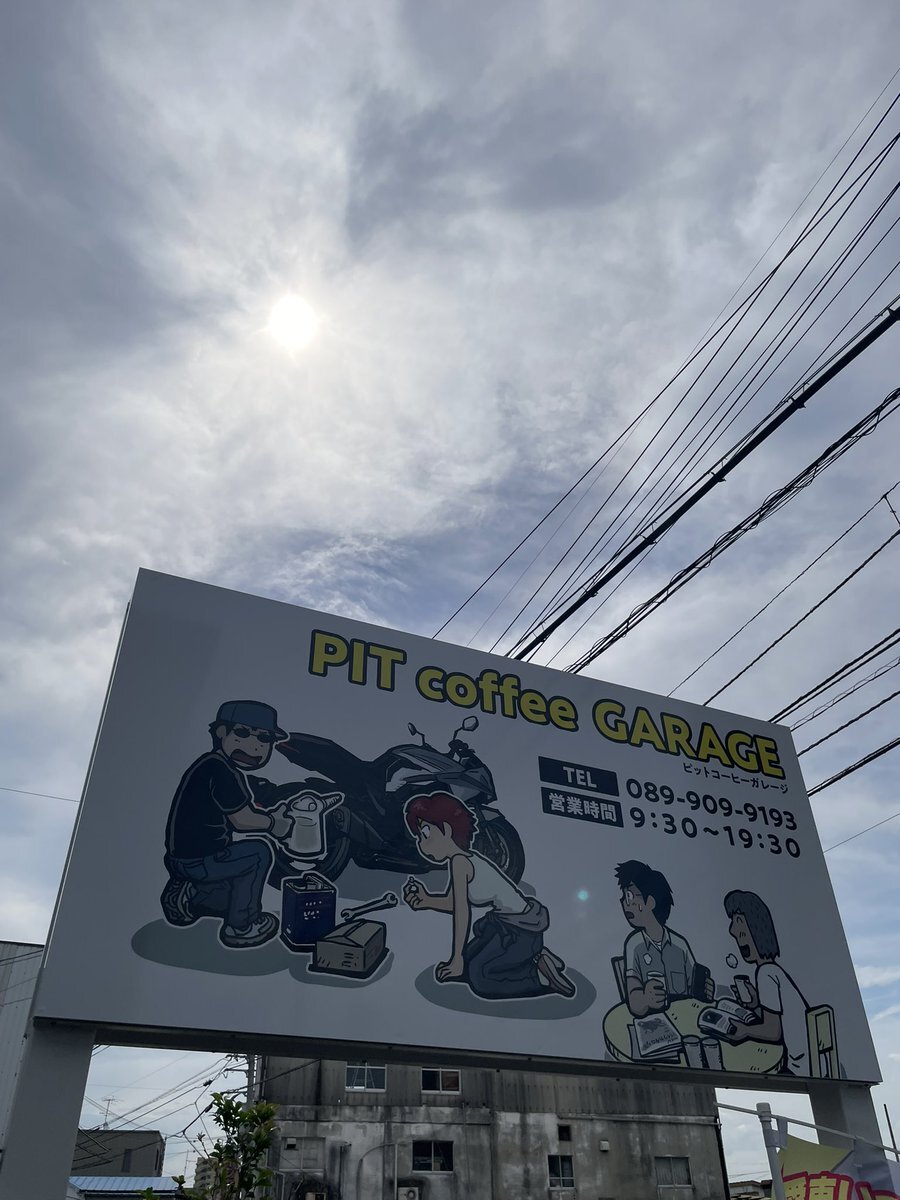 PIT coffee GARAGE
ピットコーヒーガレージ
TEL 089-909-9193
営業時間 9:30~19:30